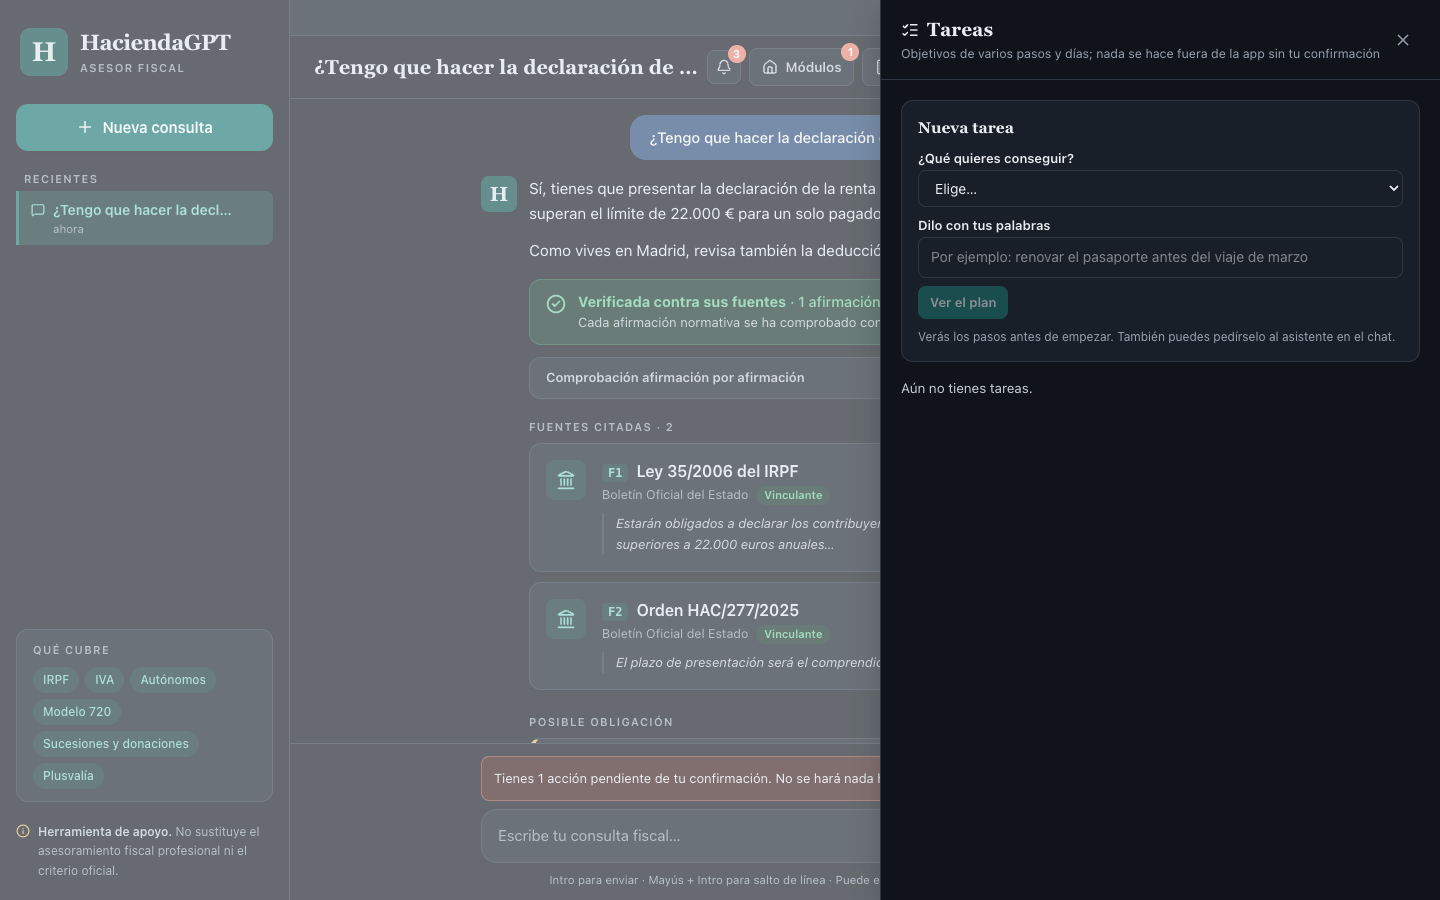 H
HaciendaGPT
ASESOR FISCAL
Nueva consulta
RECIENTES
¿Tengo que hacer la decl...
ahora
QUÉ CUBRE
IRPF
IVA
Autónomos
Modelo 720
Sucesiones y donaciones
Plusvalía
Herramienta de apoyo. No sustituye el
asesoramiento fiscal profesional ni el
criterio oficial.
¿Tengo que hacer la declaración de ...
3
Módulos
1
¿Tengo que hacer la declaración
H
Sí, tienes que presentar la declaración de la renta
superan el límite de 22.000 € para un solo
Como vives en Madrid, revisa también la
Verificada contra sus fuentes · 1 afirmación
Cada afirmación normativa se ha comprobado
Comprobación afirmación por afirmación
FUENTES CITADAS · 2
F1 Ley 35/2006 del IRPF
Boletín Oficial del Estado Vinculante
Estarán obligados a declarar los
superiores a 22.000 euros anuales...
F2 Orden HAC/277/2025
Boletín Oficial del Estado Vinculante
El plazo de presentación será el
POSIBLE OBLIGACIÓN
Tienes 1 acción pendiente de tu confirmación. No se hará nada
Escribe tu consulta fiscal...
Intro para enviar · Mayús + Intro para salto de línea · Puede
Tareas
Objetivos de varios pasos y días; nada se hace fuera de la app sin tu confirmación
Nueva tarea
¿Qué quieres conseguir?
Elige...
Dilo con tus palabras
Por ejemplo: renovar el pasaporte antes del viaje de marzo
Ver el plan
Verás los pasos antes de empezar. También puedes pedírselo al asistente en el chat.
Aún no tienes tareas.